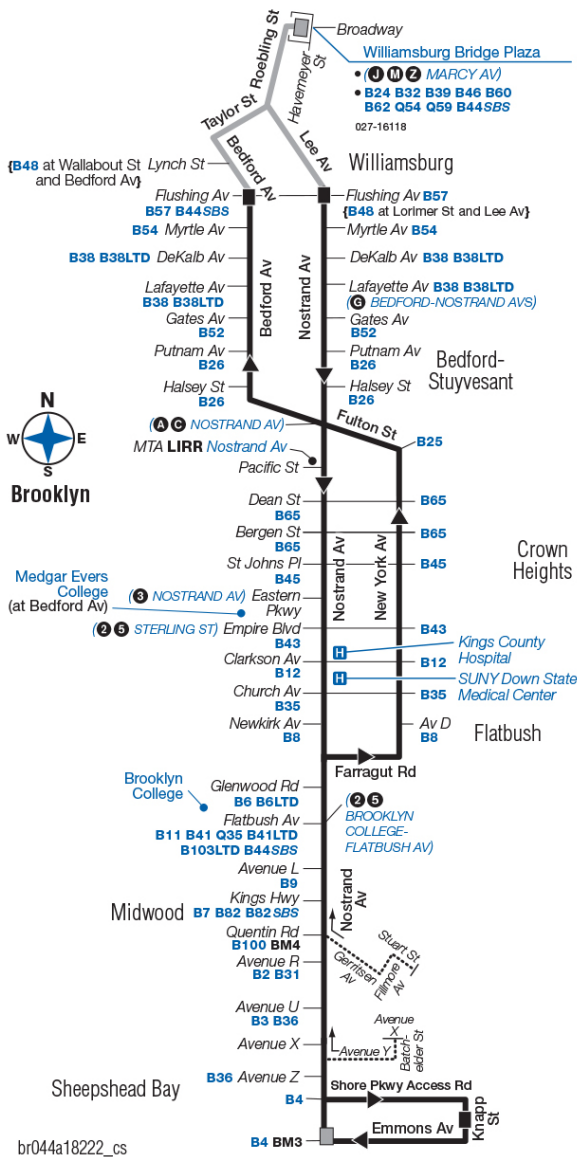 Broadway
Williamsburg Bridge Plaza
• (J M Z MARCY AV)
• B24 B32 B39 B46 B60
B62 Q54 Q59 B44SBS
027-16118
Roebling St
Havemeyer St
Taylor St
Bedford Av
Lee Av
Williamsburg
{B48 at Wallabout St
and Bedford Av}
Lynch St
Flushing Av
B57 B44SBS
Flushing Av B57
{B48 at Lorimer St and Lee Av}
B54 Myrtle Av
Myrtle Av B54
B38 B38LTD DeKalb Av
DeKalb Av B38 B38LTD
Bedford Av
Nostrand Av
Lafayette Av
B38 B38LTD
Lafayette Av B38 B38LTD
(G BEDFORD-NOSTRAND AVS)
Gates Av
B52
Gates Av
B52
Putnam Av
B26
Putnam Av
B26
Bedford-
Stuyvesant
Halsey St
B26
Halsey St
B26
N
W E
S
Brooklyn
(A C NOSTRAND AV)
Fulton St
B25
MTA LIRR Nostrand Av
Pacific St
Dean St
B65
B65
Bergen St
B65
B65
Nostrand Av
New York Av
St Johns Pl
B45
B45
Crown
Heights
Medgar Evers
College
(at Bedford Av)
(3 NOSTRAND AV) Eastern
Pkwy
(2 5 STERLING ST) Empire Blvd
B43
B43
H
Kings County
Hospital
Clarkson Av
B12
B12
H
SUNY Down State
Medical Center
Church Av
B35
B35
Newkirk Av
B8
Av D
B8
Flatbush
Farragut Rd
Brooklyn
College
Glenwood Rd
B6 B6LTD
Flatbush Av
B11 B41 Q35 B41LTD
B103LTD B44SBS
(2 5
BROOKLYN
COLLEGE-
FLATBUSH AV)
Avenue L
B9
Midwood
Kings Hwy
B7 B82 B82SBS
Nostrand
Av
Quentin Rd
B100 BM4
Stuart St
Gerritsen
Av
Fillmore
Av
Avenue R
B2 B31
Avenue U
B3 B36
Avenue X
Avenue
X
Avenue Y
Batch-
elder St
B36 Avenue Z
Sheepshead Bay
B4
Shore Pkwy Access Rd
Knapp
St
Emmons Av
B4 BM3
br044a18222_cs